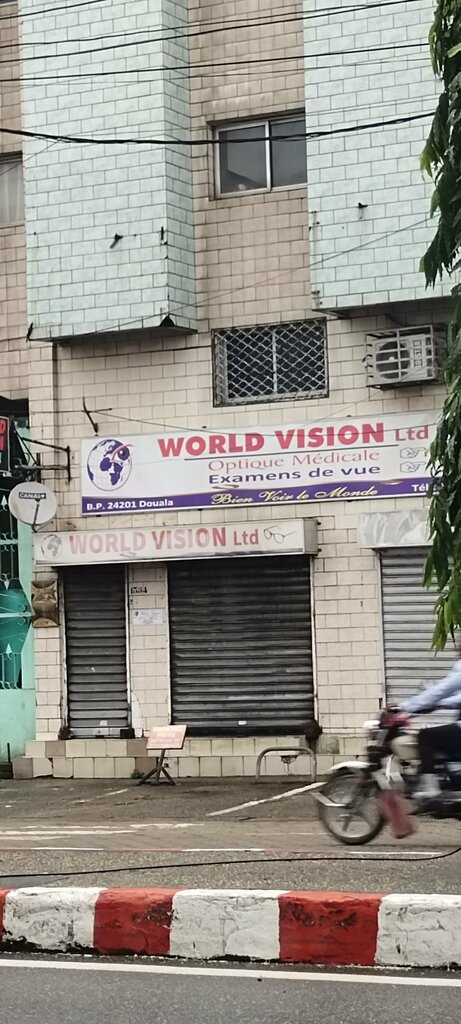 WORLD VISION Ltd
Optique Médicale
Examens de vue
B.P. 24201 Douala
Bien Voir le Monde
Tél
CANAL+
WORLD VISION Ltd